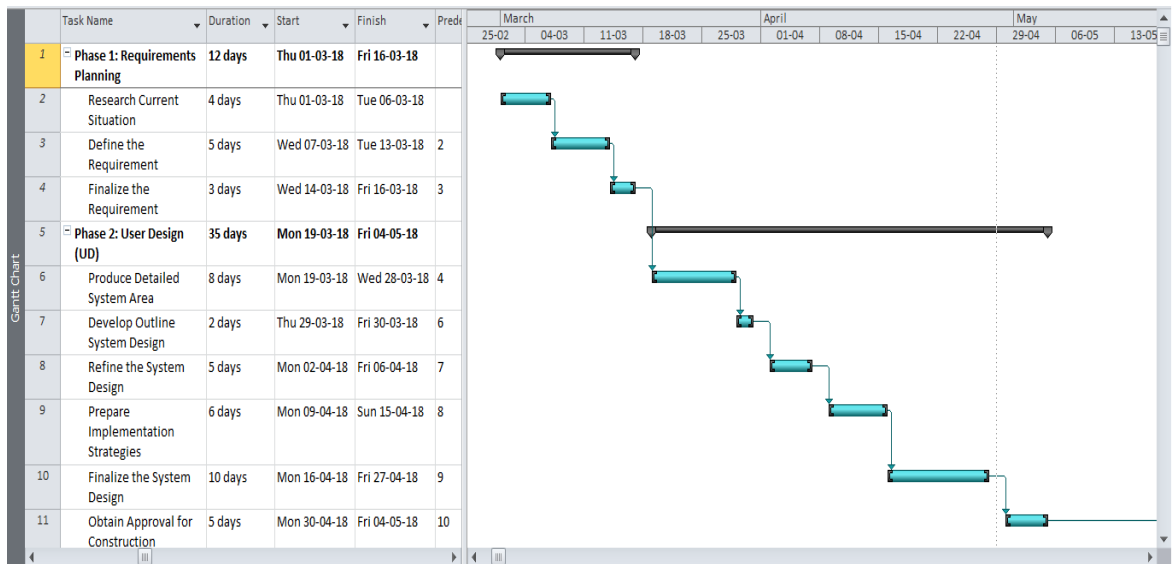 Task Name Duration Start Finish Prede
March April May
25-02 04-03 11-03 18-03 25-03 01-04 08-04 15-04 22-04 29-04 06-05 13-05
1 Phase 1: Requirements 12 days Thu 01-03-18 Fri 16-03-18
Planning
2 Research Current 4 days Thu 01-03-18 Tue 06-03-18
Situation
3 Define the 5 days Wed 07-03-18 Tue 13-03-18 2
Requirement
4 Finalize the 3 days Wed 14-03-18 Fri 16-03-18 3
Requirement
5 Phase 2: User Design 35 days Mon 19-03-18 Fri 04-05-18
(UD)
6 Produce Detailed 8 days Mon 19-03-18 Wed 28-03-18 4
System Area
7 Develop Outline 2 days Thu 29-03-18 Fri 30-03-18 6
System Design
8 Refine the System 5 days Mon 02-04-18 Fri 06-04-18 7
Design
9 Prepare 6 days Mon 09-04-18 Sun 15-04-18 8
Implementation
Strategies
10 Finalize the System 10 days Mon 16-04-18 Fri 27-04-18 9
Design
11 Obtain Approval for 5 days Mon 30-04-18 Fri 04-05-18 10
Construction
Gantt Chart